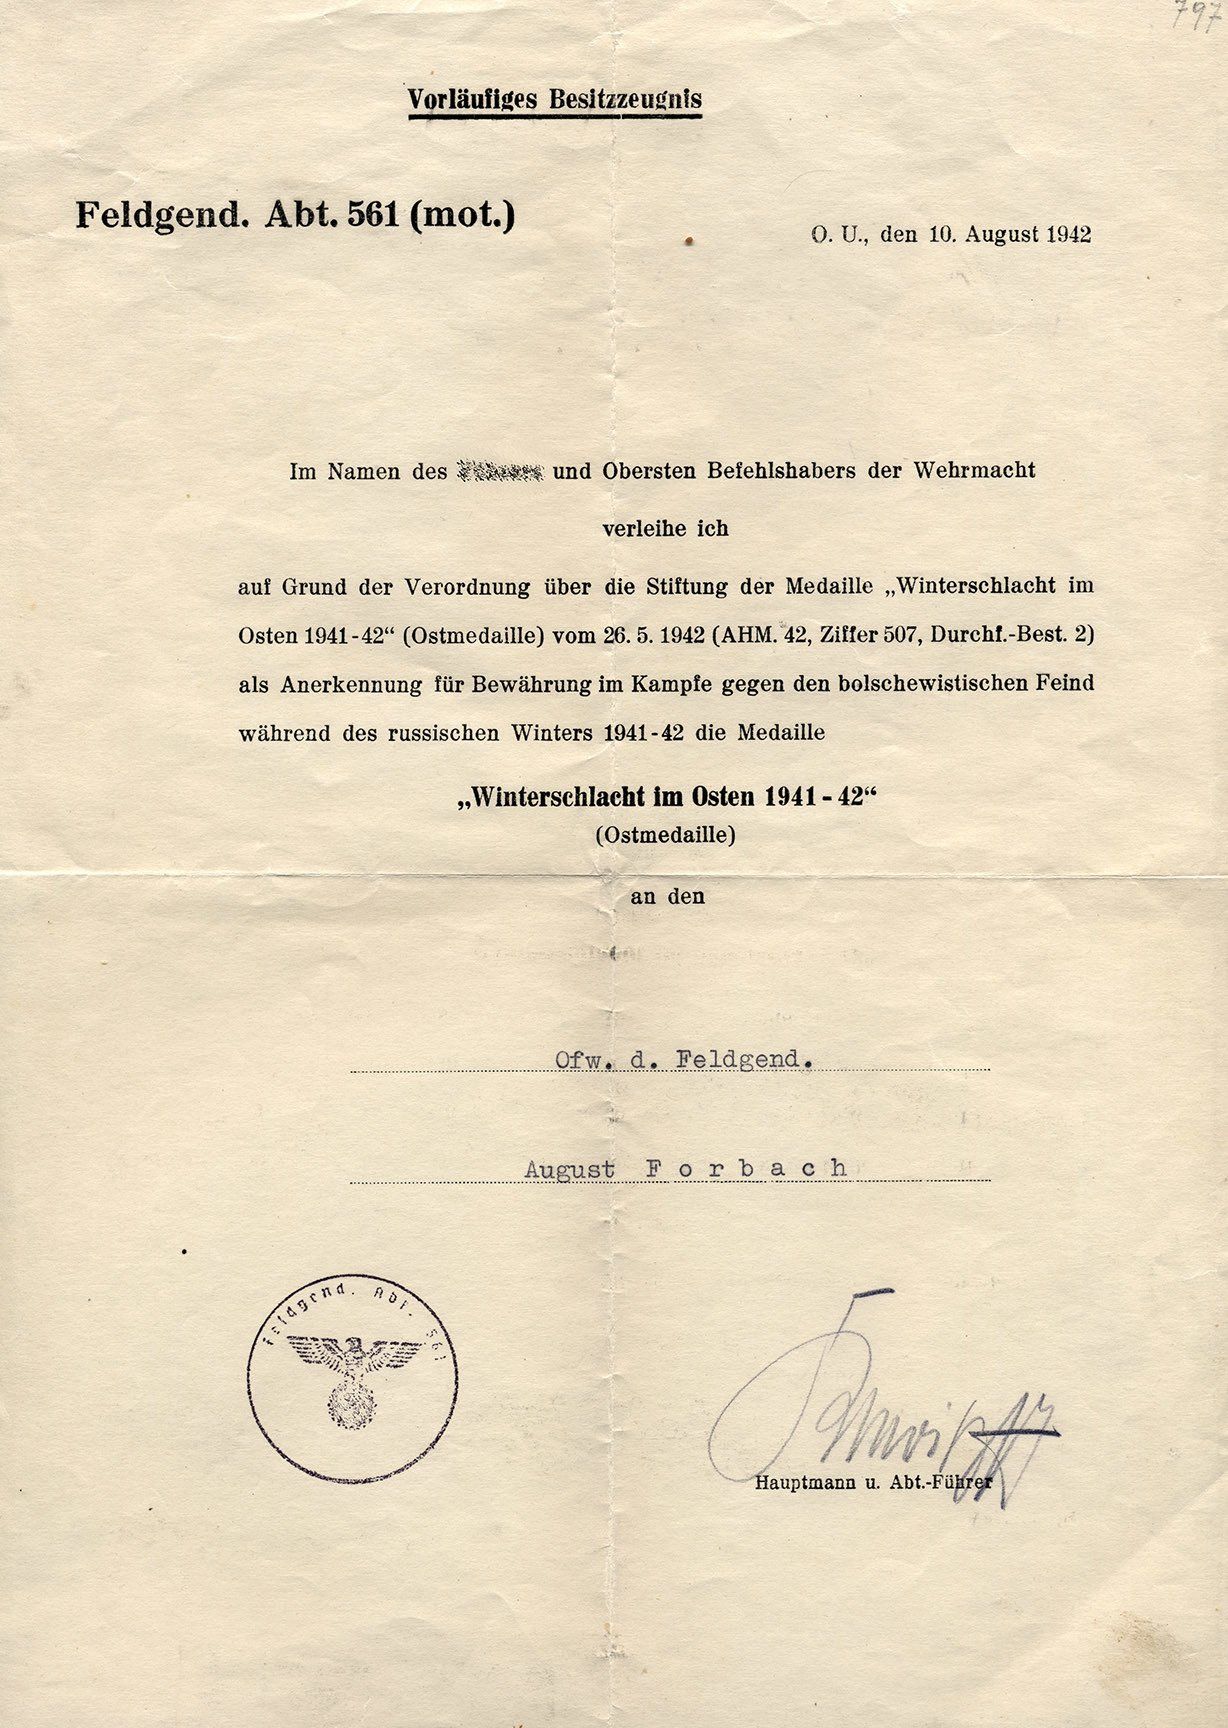 797
Vorläufiges Besitzzeugnis
Feldgend. Abt. 561 (mot.)
O. U., den 10. August 1942
Im Namen des und Obersten Befehlshabers der Wehrmacht
verleihe ich
auf Grund der Verordnung über die Stiftung der Medaille „Winterschlacht im
Osten 1941-42“ (Ostmedaille) vom 26. 5. 1942 (AHM. 42, Ziffer 507, Durchf.-Best. 2)
als Anerkennung für Bewährung im Kampfe gegen den bolschewistischen Feind
während des russischen Winters 1941-42 die Medaille
„Winterschlacht im Osten 1941-42“
(Ostmedaille)
an den
Ofw. d. Feldgend.
August F o r b a c h
Feldgend. Abt. 561
Hauptmann u. Abt.-Führer